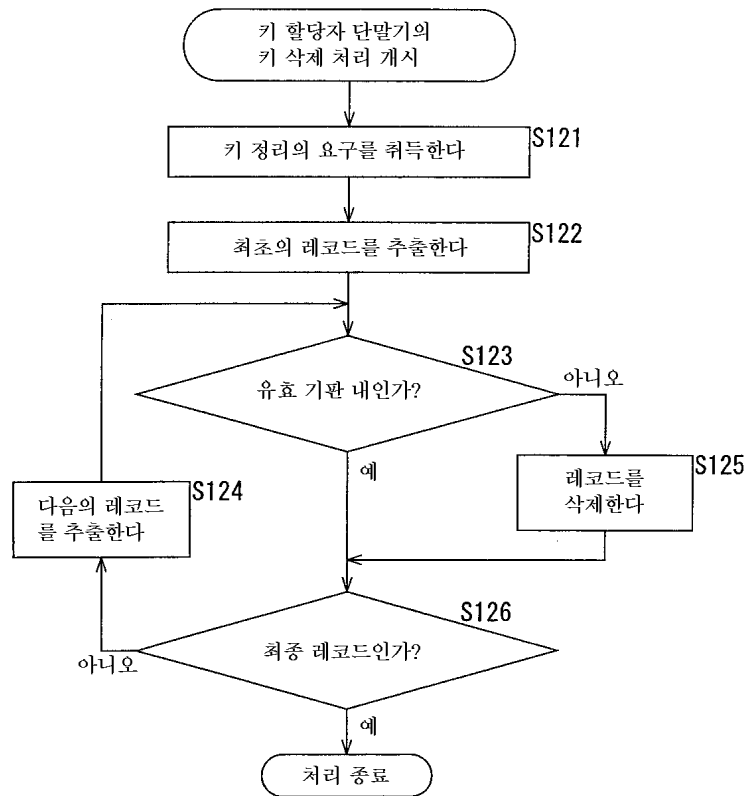 키 할당자 단말기의
키 삭제 처리 개시
S121
키 정리의 요구를 취득한다
S122
최초의 레코드를 추출한다
S123
유효 기판 내인가?
아니오
예
S125
레코드를
삭제한다
S124
다음의 레코드
를 추출한다
S126
최종 레코드인가?
아니오
예
처리 종료